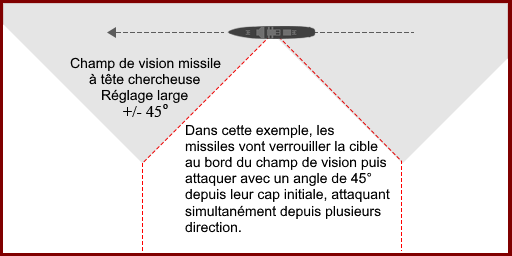 Champ de vision missile
à tête chercheuse
Réglage large
+/- 45°
Dans cette exemple, les
missiles vont verrouiller la cible
au bord du champ de vision puis
attaquer avec un angle de 45°
depuis leur cap initiale, attaquant
simultanément depuis plusieurs
direction.